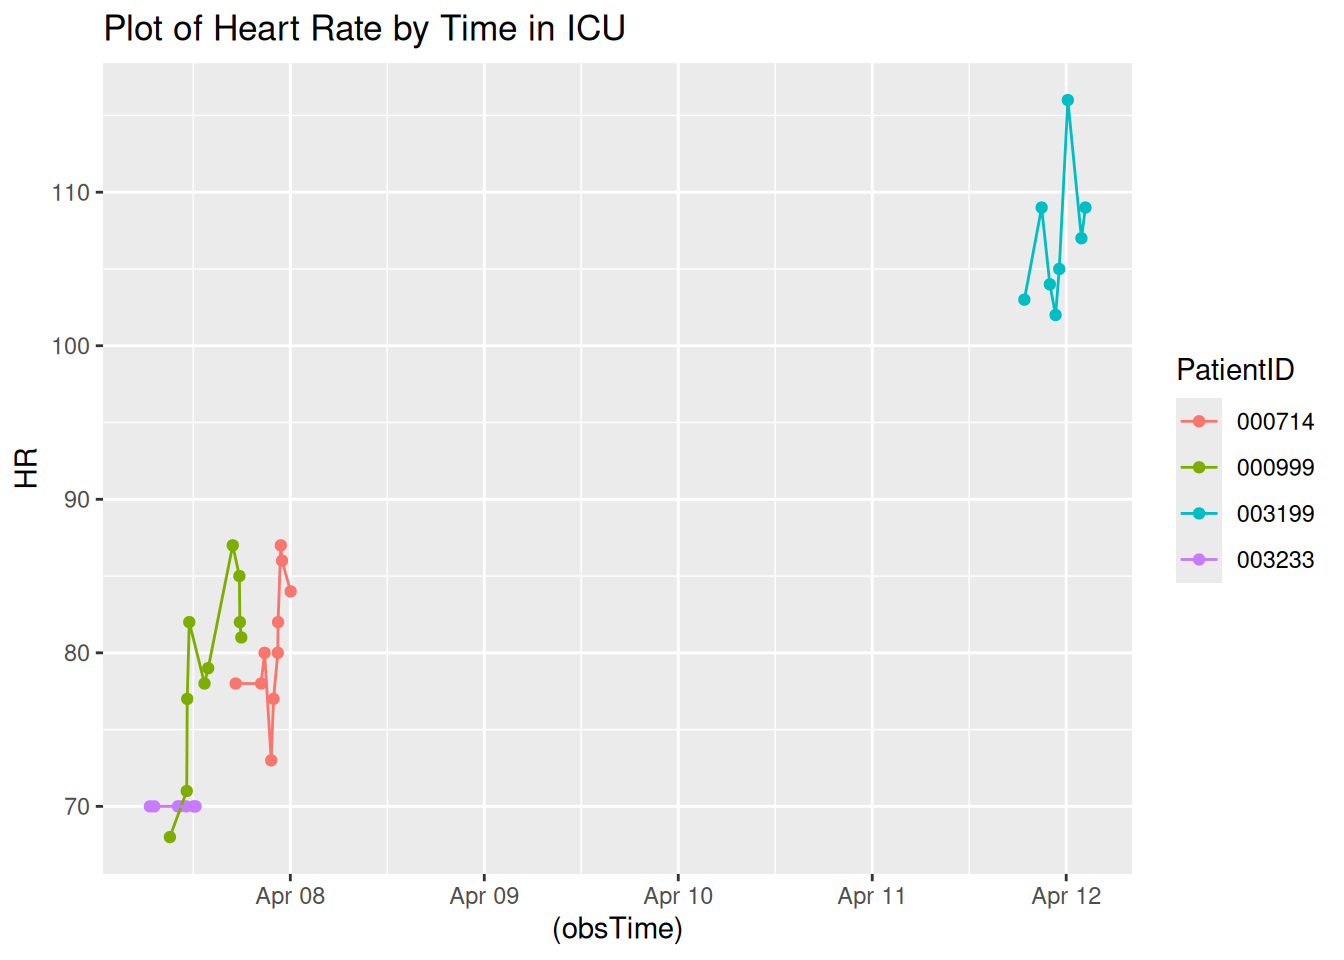 Plot of Heart Rate by Time in ICU
HR
110
100
90
80
70
Apr 08
Apr 09
Apr 10
Apr 11
Apr 12
(obsTime)
PatientID
000714
000999
003199
003233